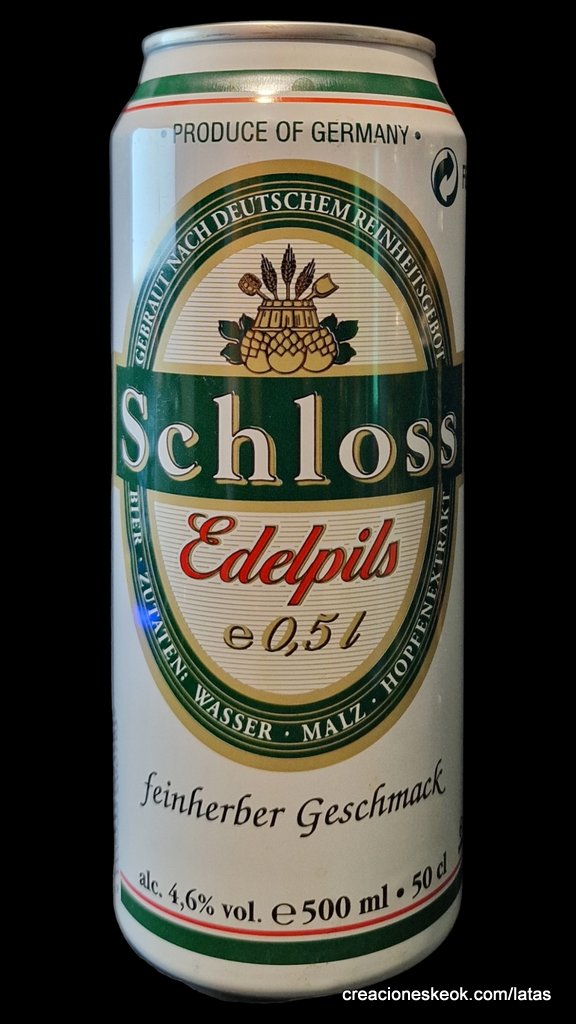 • PRODUCE OF GERMANY •
GEBRAUT NACH DEUTSCHEM REINHEITSGEBOT
Schloss
Edelpils
e 0,5 l
BIER · ZUTATEN: WASSER · MALZ · HOPFENEXTRAKT
feinherber Geschmack
alc. 4,6% vol. e 500 ml • 50 cl
creacioneskeok.com/latas